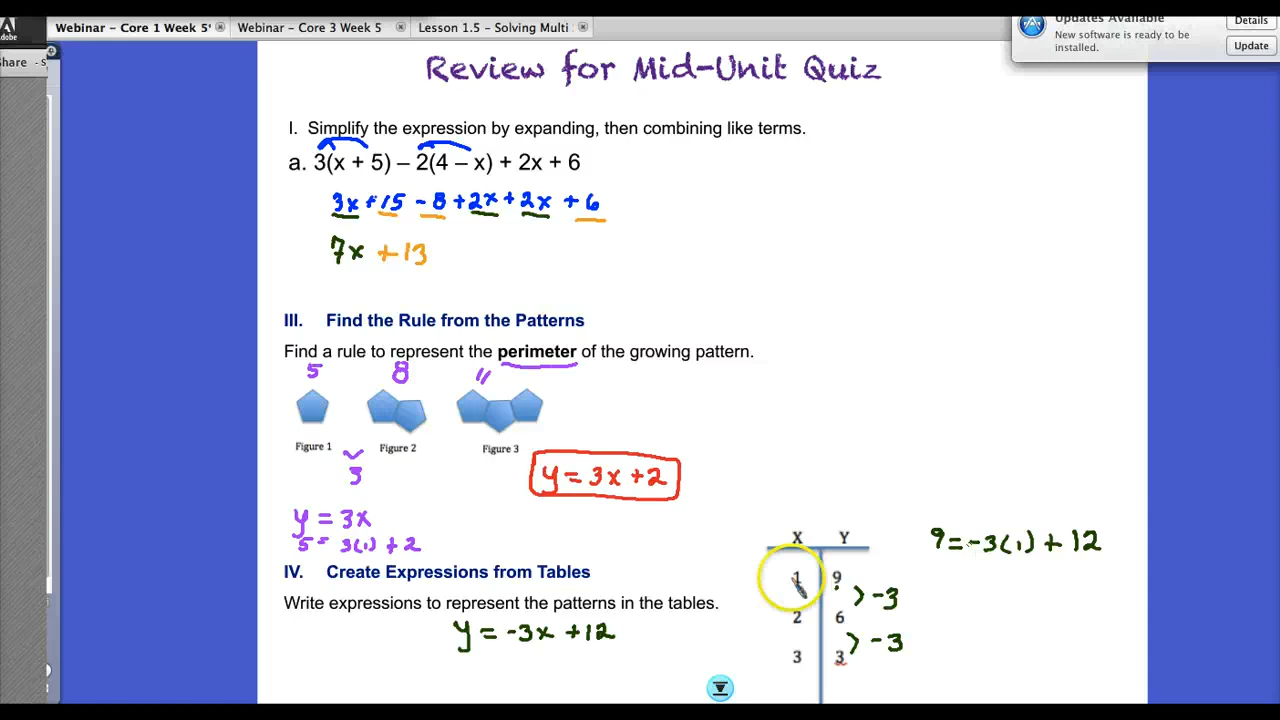 Adobe
Webinar - Core 1 Week 5'
Webinar - Core 3 Week 5
Lesson 1.5 - Solving Multi
Updates Available
New software is ready to be
installed.
Details
Update
Share
Review for Mid-Unit Quiz
I. Simplify the expression by expanding, then combining like terms.
a. 3(x + 5) – 2(4 – x) + 2x + 6
3x + 15 - 8 + 2x + 2x + 6
7x + 13
III. Find the Rule from the Patterns
Find a rule to represent the perimeter of the growing pattern.
5 8 11
Figure 1 Figure 2 Figure 3
3
y = 3x + 2
y = 3x
5 = 3(1) + 2
IV. Create Expressions from Tables
Write expressions to represent the patterns in the tables.
y = -3x + 12
X Y
1 9
> -3
2 6
> -3
3 3
9 = -3(1) + 12